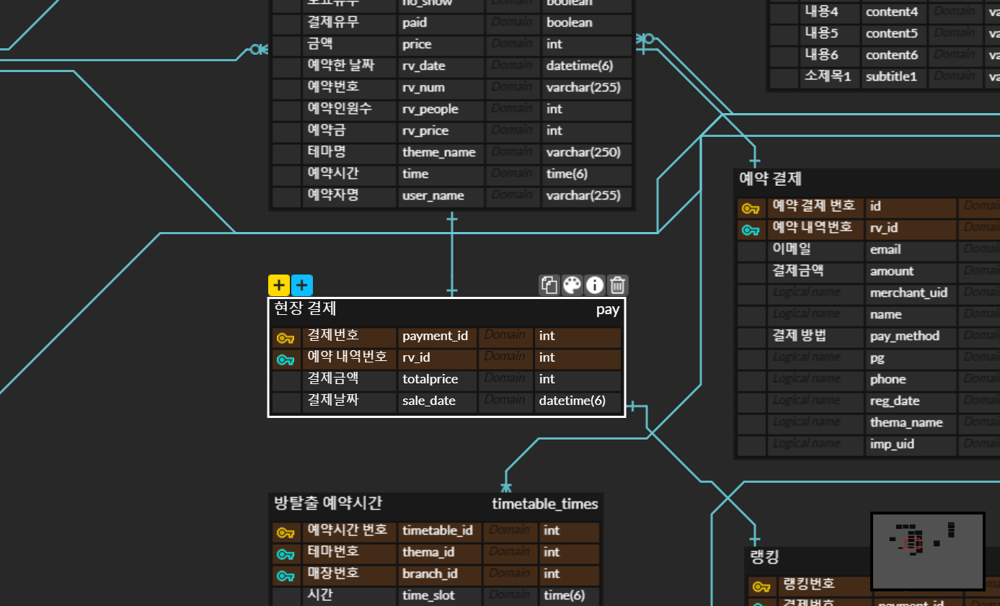 no_show boolean
결제유무 paid Domain boolean
금액 price Domain int
예약한 날짜 rv_date Domain datetime(6)
예약번호 rv_num Domain varchar(255)
예약인원수 rv_people Domain int
예약금 rv_price Domain int
테마명 theme_name Domain varchar(250)
예약시간 time Domain time(6)
예약자명 user_name Domain varchar(255)
내용4 content4 Domain va
내용5 content5 Domain va
내용6 content6 Domain va
소제목1 subtitle1 Domain va
예약 결제
예약 결제 번호 id Domai
예약 내역번호 rv_id Domai
이메일 email Domai
결제금액 amount Domai
Logical name merchant_uid Domai
Logical name name Domai
결제 방법 pay_method Domai
Logical name pg Domai
Logical name phone Domai
Logical name reg_date Domai
Logical name thema_name Domai
Logical name imp_uid Domai
현장 결제 pay
결제번호 payment_id Domain int
예약 내역번호 rv_id Domain int
결제금액 totalprice Domain int
결제날짜 sale_date Domain datetime(6)
방탈출 예약시간 timetable_times
예약시간 번호 timetable_id Domain int
테마번호 thema_id Domain int
매장번호 branch_id Domain int
시간 time_slot Domain time(6)
랭킹
랭킹번호
결제번호 payment_id